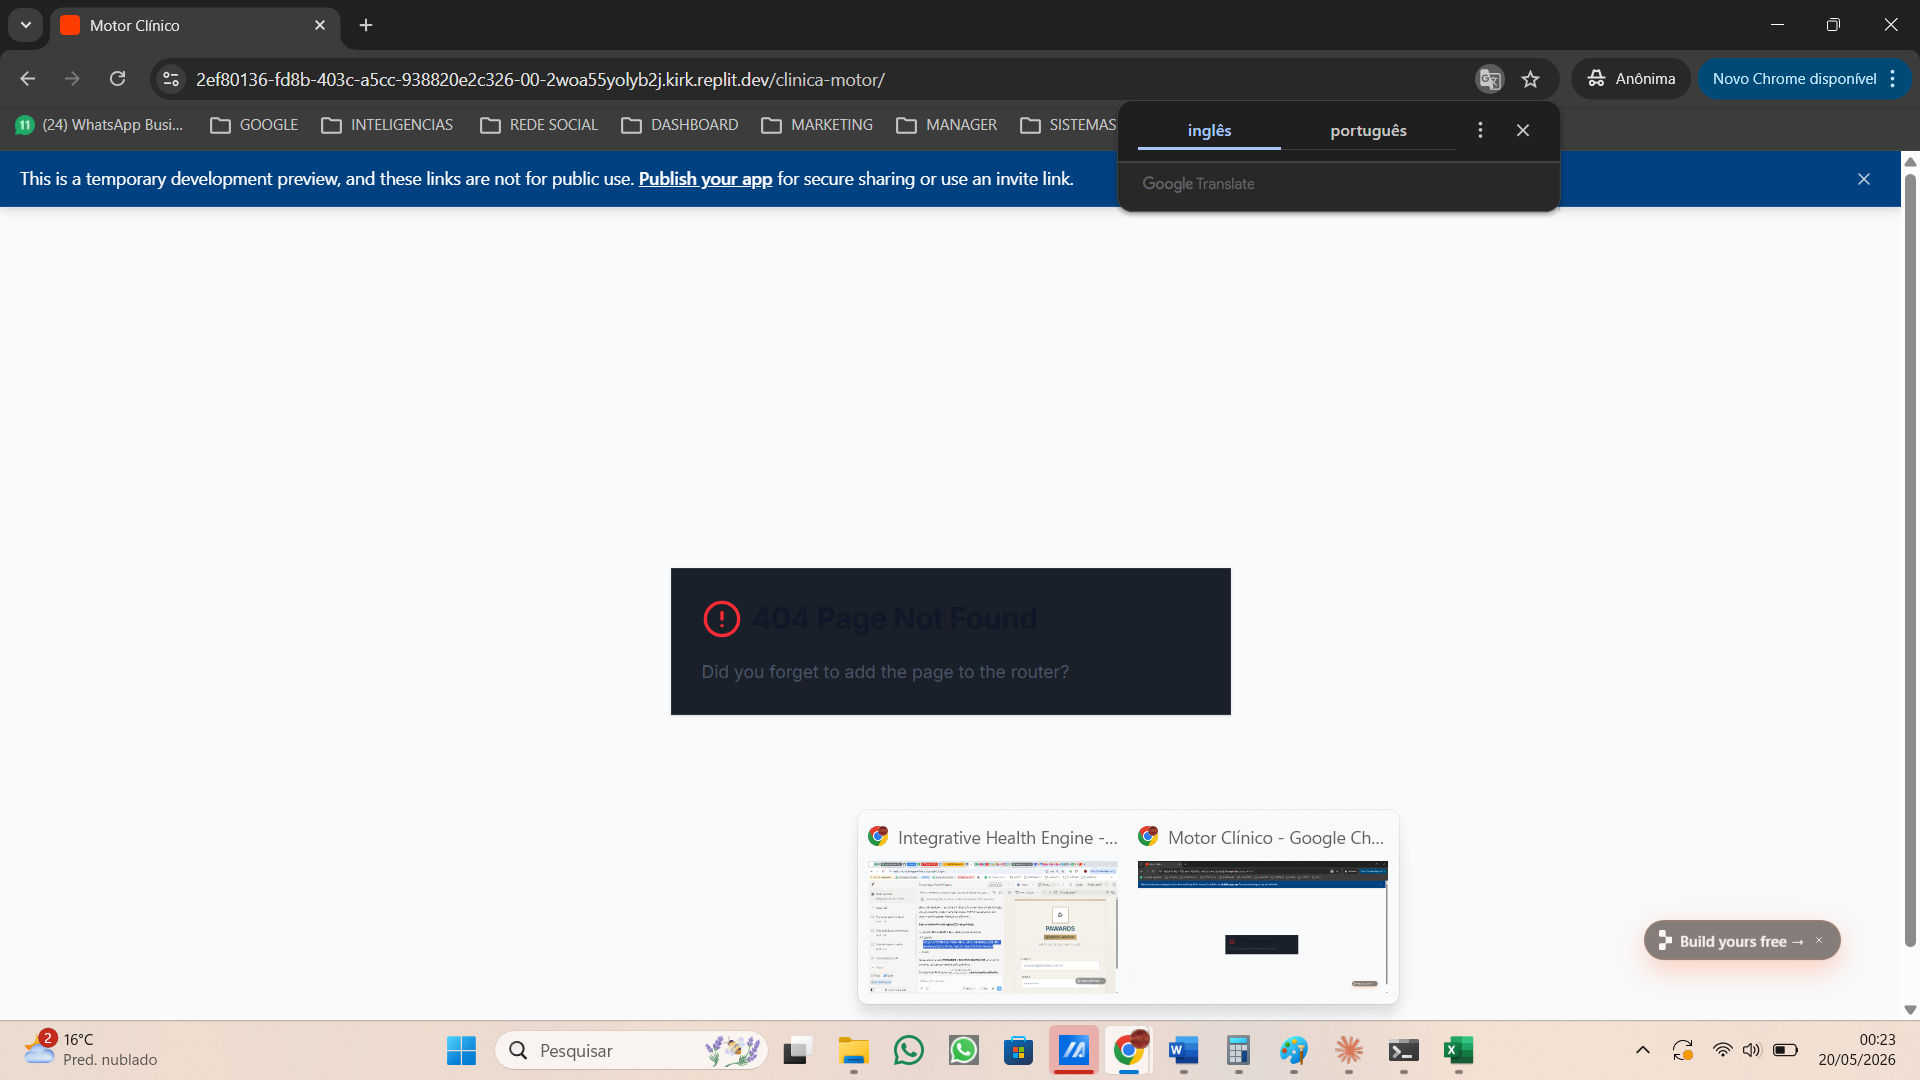 Motor Clínico
2ef80136-fd8b-403c-a5cc-938820e2c326-00-2woa55yolyb2j.kirk.replit.dev/clinica-motor/
Anônima
Novo Chrome disponível
11
(24) WhatsApp Busi...
GOOGLE
INTELIGENCIAS
REDE SOCIAL
DASHBOARD
MARKETING
MANAGER
SISTEMAS
inglês
português
Google Translate
This is a temporary development preview, and these links are not for public use. Publish your app for secure sharing or use an invite link.
404 Page Not Found
Did you forget to add the page to the router?
Integrative Health Engine -...
Motor Clínico - Google Ch...
PAWARDS
Build yours free →
2
16°C
Pred. nublado
Pesquisar
00:23
20/05/2026